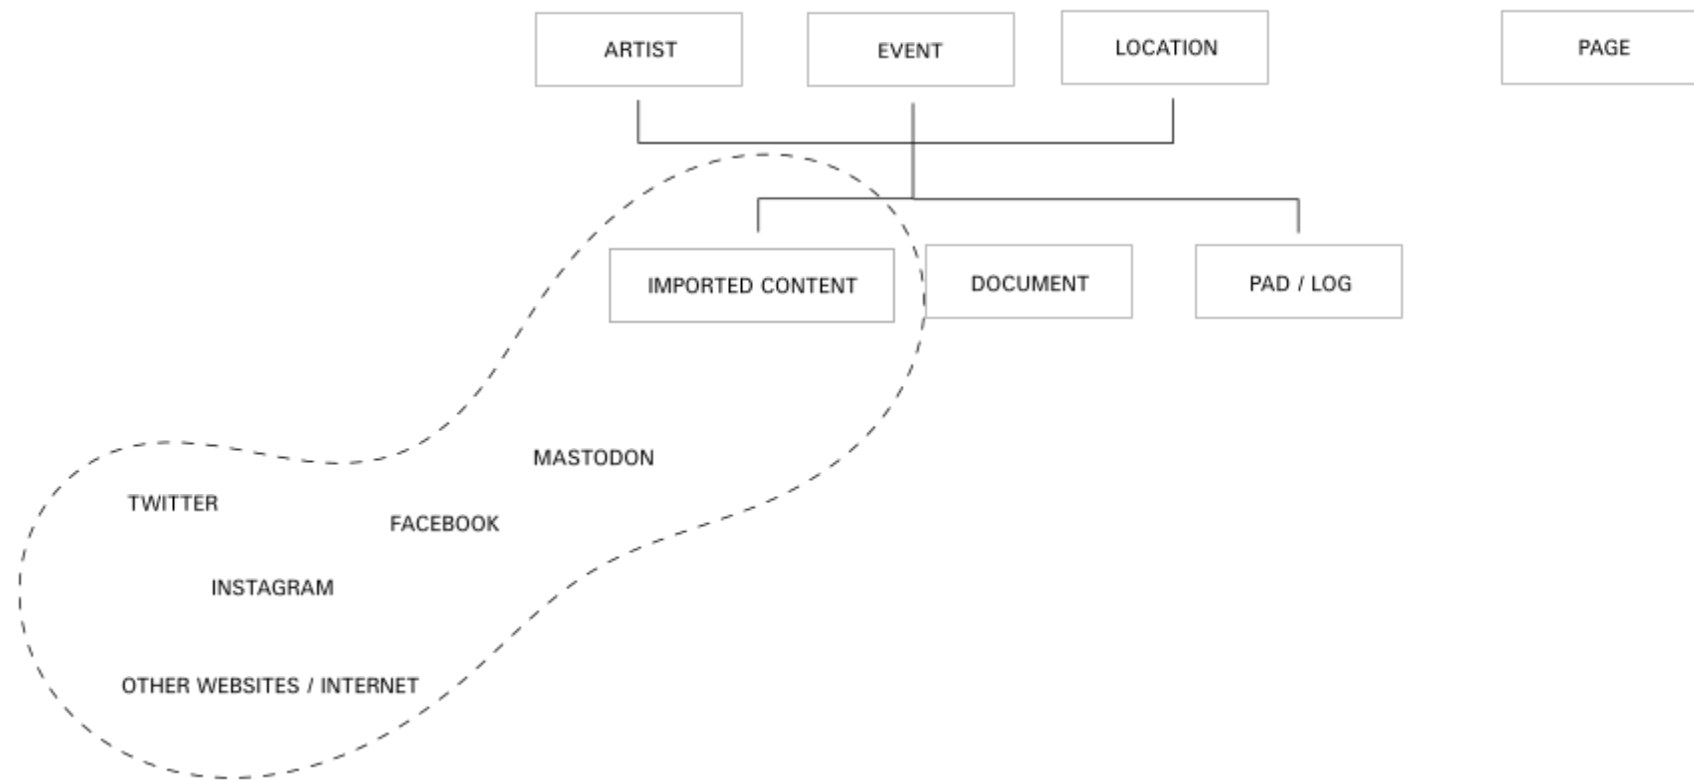 ARTIST
EVENT
LOCATION
PAGE
IMPORTED CONTENT
DOCUMENT
PAD / LOG
MASTODON
TWITTER
FACEBOOK
INSTAGRAM
OTHER WEBSITES / INTERNET